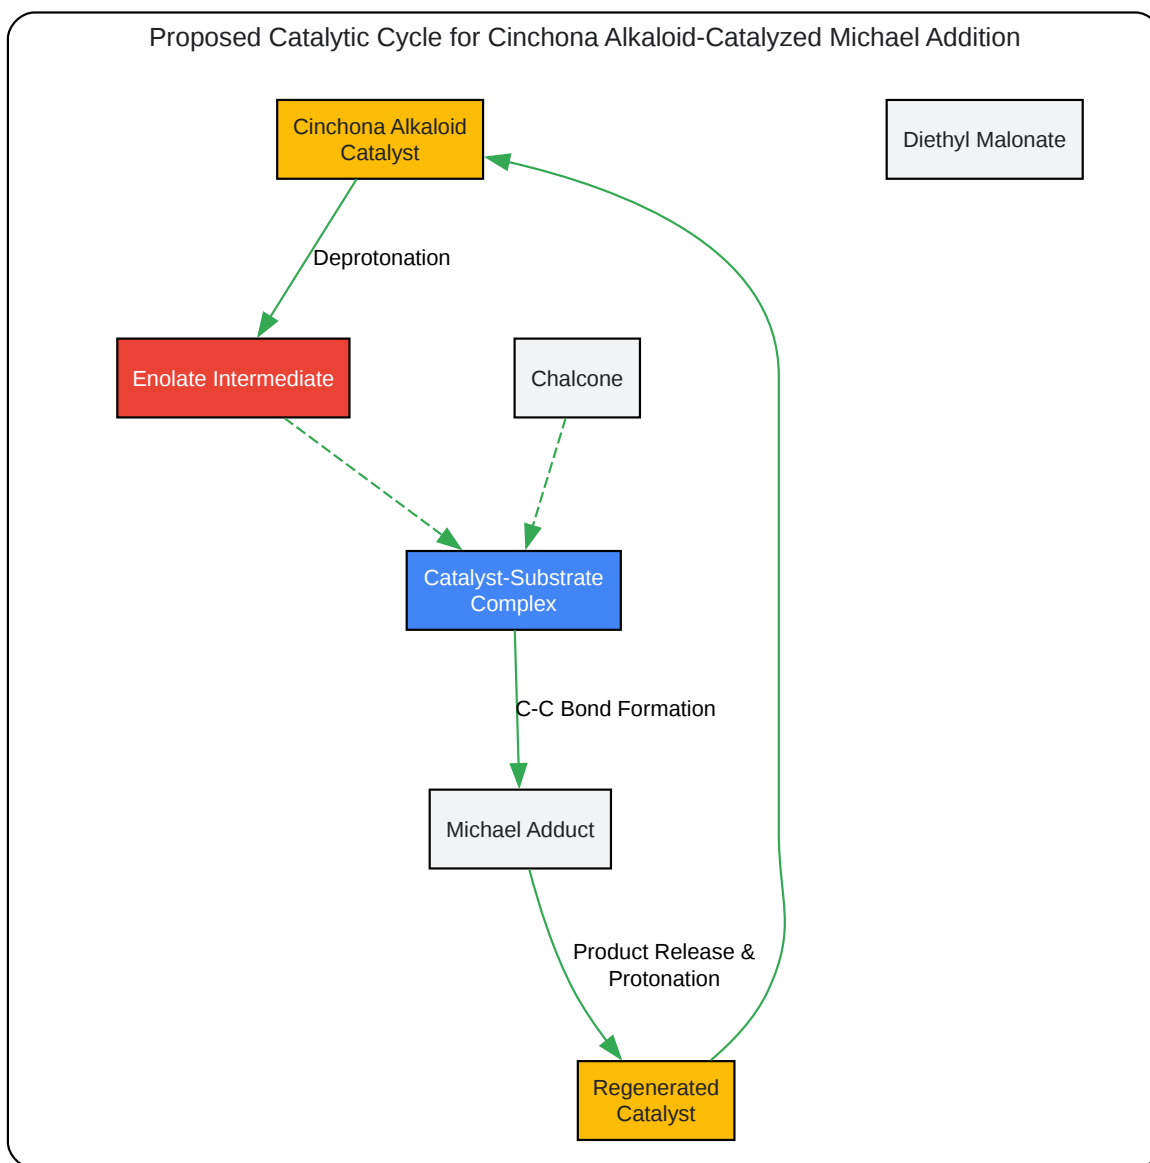 Proposed Catalytic Cycle for Cinchona Alkaloid-Catalyzed Michael Addition
Cinchona Alkaloid
Catalyst
Diethyl Malonate
Deprotonation
Enolate Intermediate
Chalcone
Catalyst-Substrate
Complex
C-C Bond Formation
Michael Adduct
Product Release &
Protonation
Regenerated
Catalyst